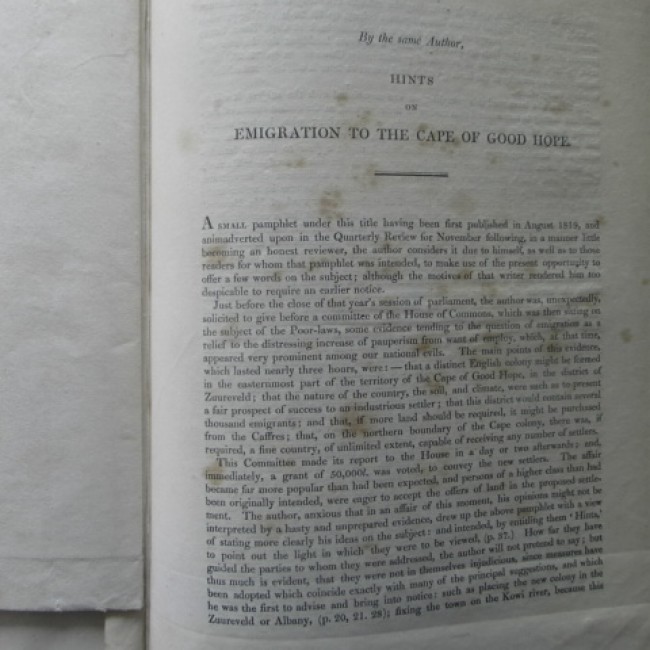 By the same Author,
HINTS
ON
EMIGRATION TO THE CAPE OF GOOD HOPE.
A SMALL pamphlet under this title having been first published in August 1819, and
animadverted upon in the Quarterly Review for November following, in a manner little
becoming an honest reviewer, the author considers it due to himself, as well as to those
readers for whom that pamphlet was intended, to make use of the present opportunity to
offer a few words on the subject; although the motives of that writer rendered him too
despicable to require an earlier notice.
Just before the close of that year's session of parliament, the author was, unexpectedly,
solicited to give before a committee of the House of Commons, which was then sitting on
the subject of the Poor-laws, some evidence tending to the question of emigration as a
relief to the distressing increase of pauperism from want of employ, which, at that time,
appeared very prominent among our national evils. The main points of this evidence,
which lasted nearly three hours, were: — that a distinct English colony might be formed
in the easternmost part of the territory of the Cape of Good Hope, in the district of
Zuureveld; that the nature of the country, the soil, and climate, were such as to present
a fair prospect of success to an industrious settler; that this district would contain several
thousand emigrants; and that, if more land should be required, it might be purchased
from the Caffres; that, on the northern boundary of the Cape colony, there was, if
required, a fine country, of unlimited extent, capable of receiving any number of settlers.
This Committee made its report to the House in a day or two afterwards; and,
immediately, a grant of 50,000l. was voted, to convey the new settlers. The affair
became far more popular than had been expected, and persons of a higher class than had
been originally intended, were eager to accept the offers of land in the proposed settle-
ment. The author, anxious that in an affair of this moment, his opinions might not be
interpreted by a hasty and unprepared evidence, drew up the above pamphlet with a view
of stating more clearly his ideas on the subject: and intended, by entitling them 'Hints,'
to point out the light in which they were to be viewed, (p. 37.) How far they have
guided the parties to whom they were addressed, the author will not pretend to say; but
thus much is evident, that they were not in themselves injudicious, since measures have
been adopted which coincide exactly with many of the principal suggestions, and which
he was the first to advise and bring into notice: such as placing the new colony in the
Zuureveld or Albany, (p. 20, 21. 28); fixing the town on the Kowi river, because this